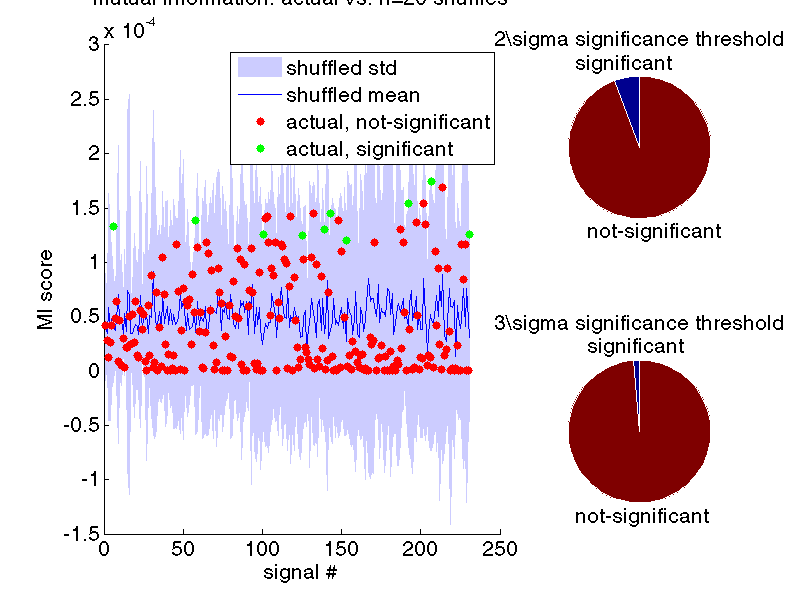 mutual information: actual vs. n=20 shuffles
x 10^-4
3
2.5
2
1.5
1
0.5
0
-0.5
-1
-1.5
0 50 100 150 200 250
MI score
signal #
shuffled std
shuffled mean
actual, not-significant
actual, significant
2\sigma significance threshold
significant
not-significant
3\sigma significance threshold
significant
not-significant